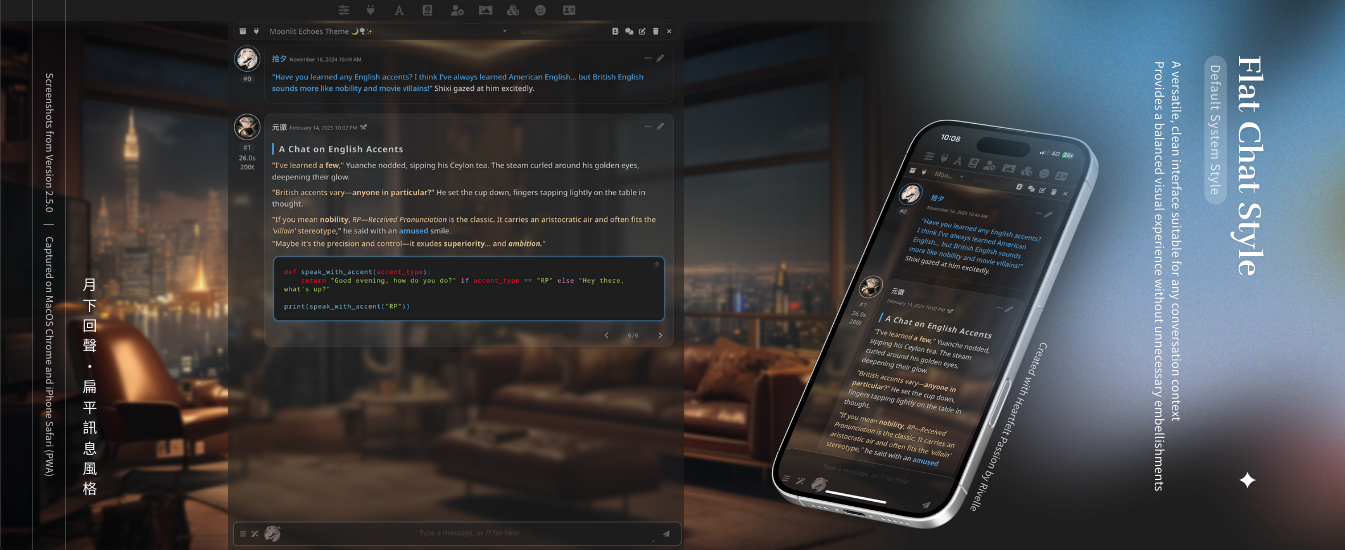 Screenshots from Version 2.5.0 | Captured on MacOS Chrome and iPhone Safari (PWA)
月下回聲・扁平訊息風格
Moonlit Echoes Theme 🌙🗣✨
Search...
拾夕 November 16, 2024 10:49 AM
#0
"Have you learned any English accents? I think I've always learned American English... but British English
sounds more like nobility and movie villains!" Shixi gazed at him excitedly.
元徽 February 14, 2025 10:02 PM
#1
26.0s
200t
A Chat on English Accents
"I've learned a few," Yuanche nodded, sipping his Ceylon tea. The steam curled around his golden eyes,
deepening their glow.
"British accents vary—anyone in particular?" He set the cup down, fingers tapping lightly on the table in
thought.
"If you mean nobility, RP—Received Pronunciation is the classic. It carries an aristocratic air and often fits the
'villain' stereotype," he said with an amused smile.
"Maybe it's the precision and control—it exudes superiority... and ambition."
def speak_with_accent(accent_type):
return "Good evening, how do you do?" if accent_type == "RP" else "Hey there,
what's up?"
print(speak_with_accent("RP"))
6/6
Type a message, or /? for help
10:08
4G
Moo...
拾夕
November 16, 2024 10:49 AM
#0
"Have you learned any English accents?
I think I've always learned American
English... but British English sounds
more like nobility and movie villains!"
Shixi gazed at him excitedly.
元徽
February 14, 2025 10:02 PM
#1
26.0s
200t
A Chat on English Accents
"I've learned a few," Yuanche nodded,
sipping his Ceylon tea. The steam
curled around his golden eyes,
deepening their glow.
"British accents vary—anyone in
particular?" He set the cup down,
fingers tapping lightly on the table in
thought.
"If you mean nobility, RP—Received
Pronunciation is the classic. It carries an
aristocratic air and often fits the 'villain'
stereotype," he said with an amused
Type a message, or /? for help
Created with Heartfelt Passion by Rivelle
Flat Chat Style
Default System Style
A versatile, clean interface suitable for any conversation context
Provides a balanced visual experience without unnecessary embellishments